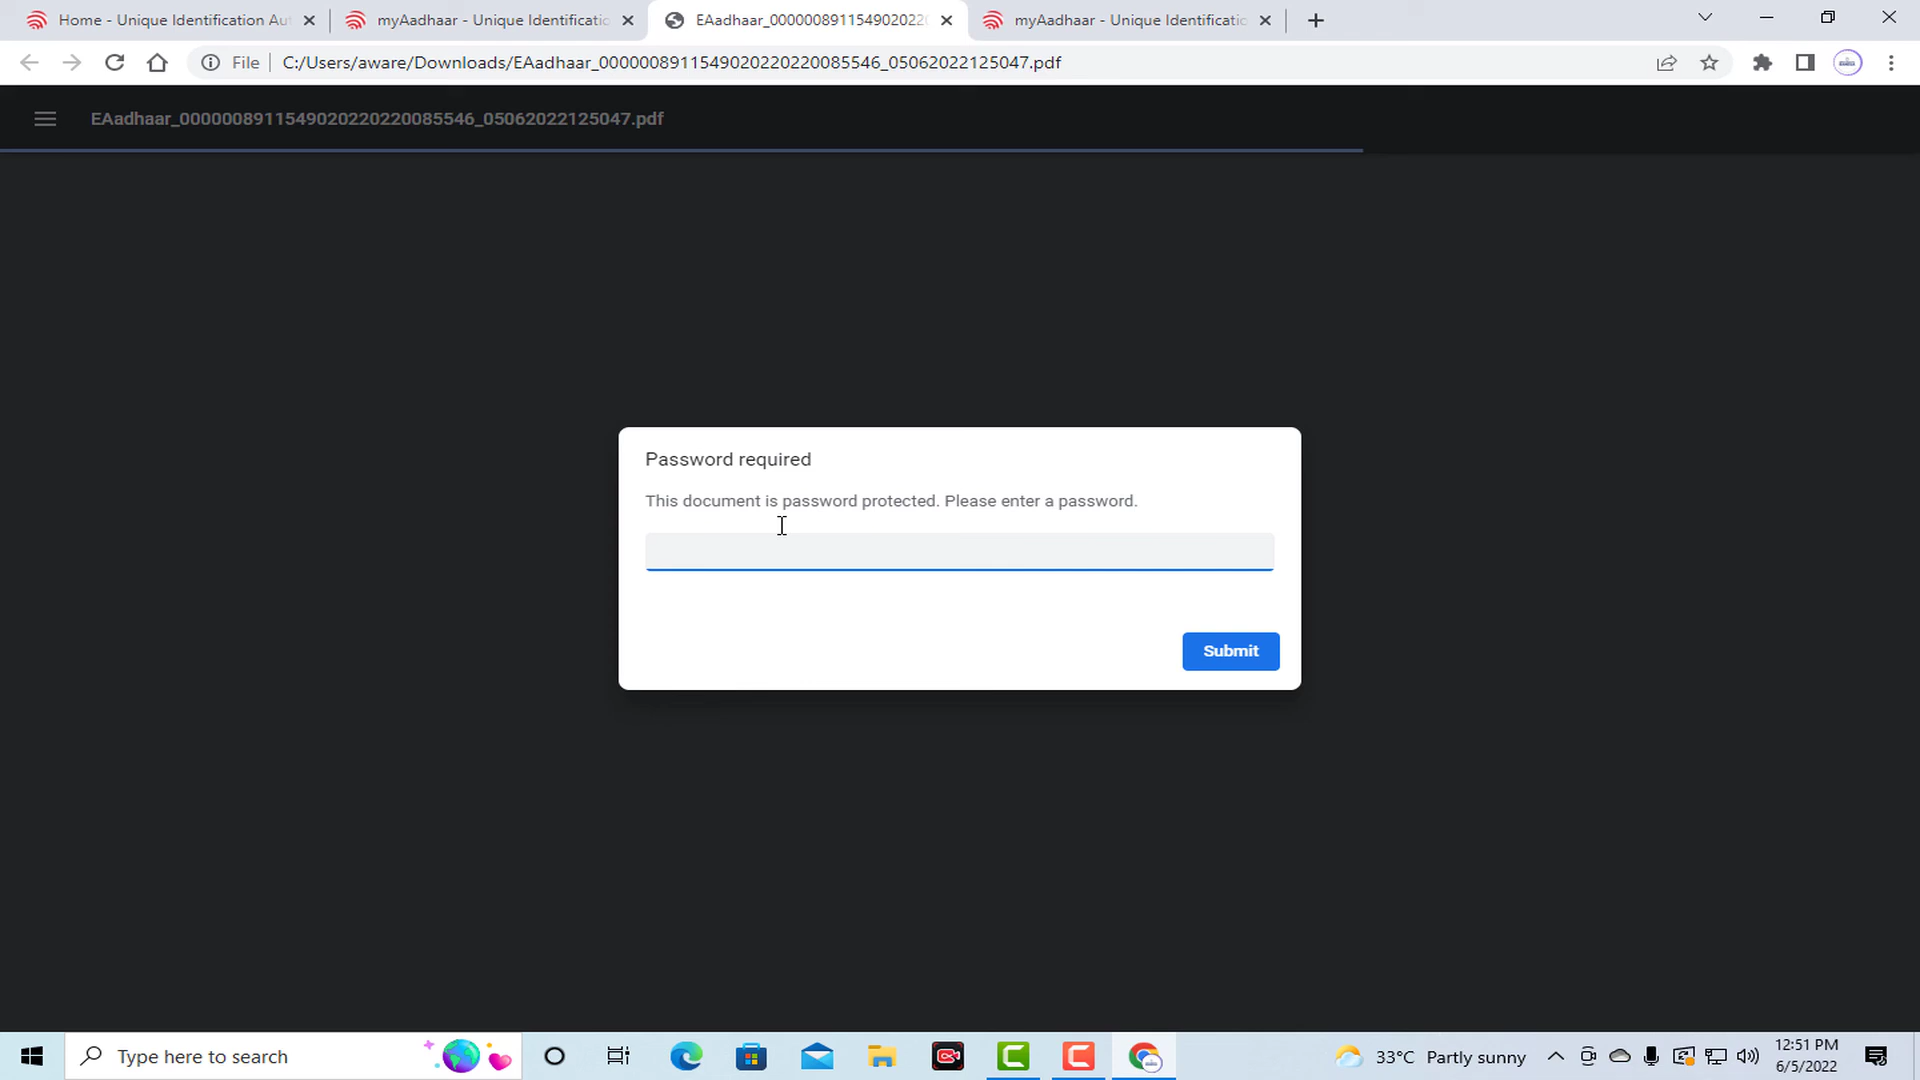 Home - Unique Identification Aut
myAadhaar - Unique Identificatio
EAadhaar_0000008911549020220
myAadhaar - Unique Identificatio
File
C:/Users/aware/Downloads/EAadhaar_0000008911549020220220085546_05062022125047.pdf
EAadhaar_0000008911549020220220085546_05062022125047.pdf
Password required
This document is password protected. Please enter a password.
Submit
Type here to search
33°C Partly sunny
12:51 PM
6/5/2022